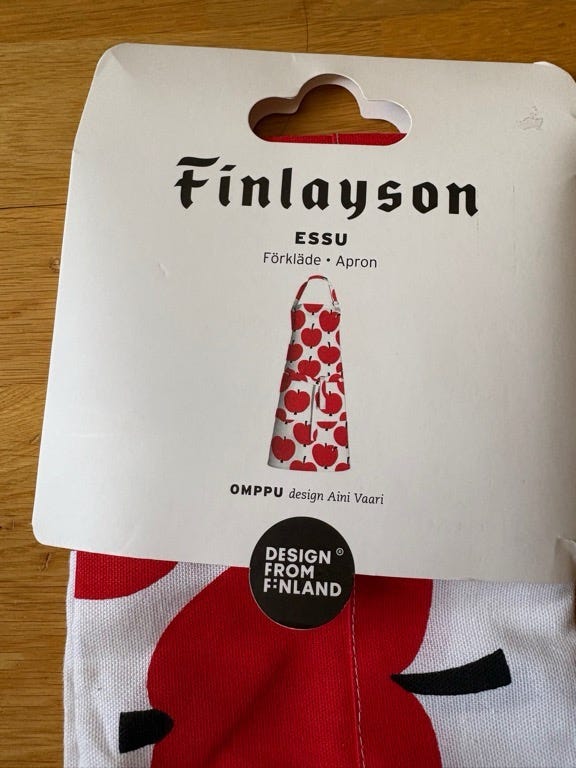 Finlayson
ESSU
Förkläde • Apron
OMPPU design Aini Vaari
DESIGN ®
FROM
F:NLAND